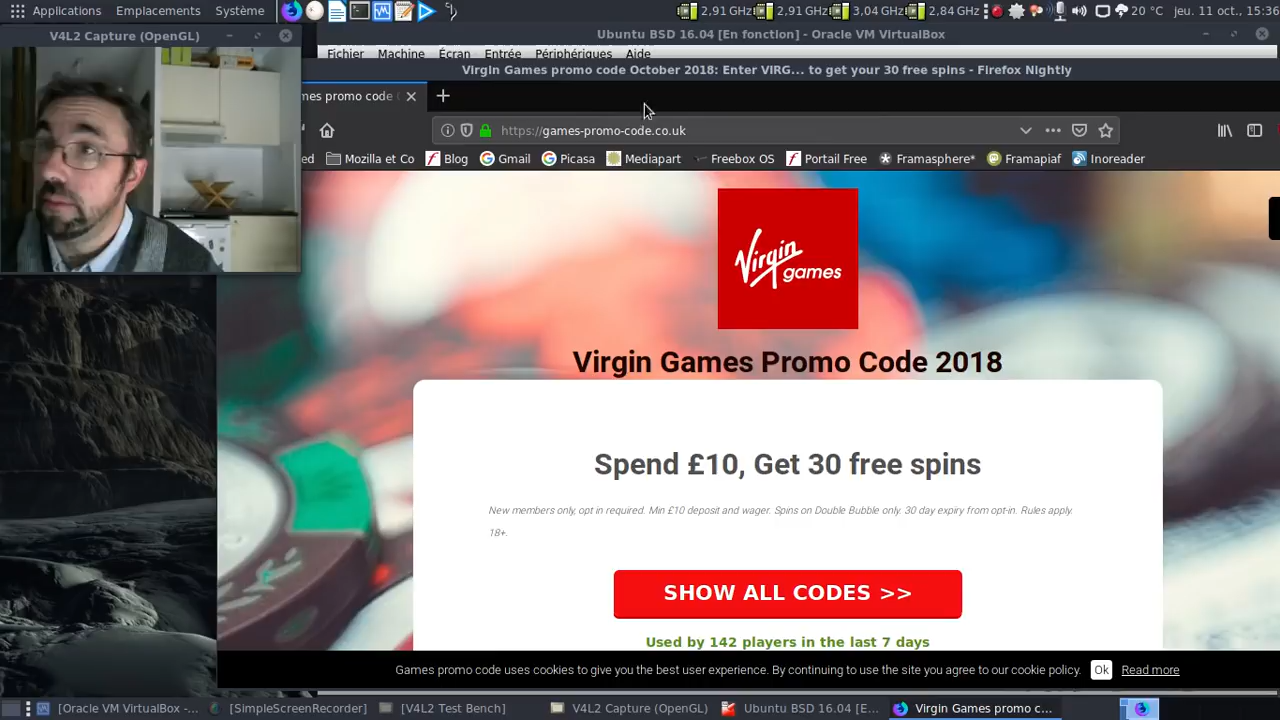 Applications Emplacements Système 2,91 GHz 2,91 GHz 3,04 GHz 2,84 GHz 20 °C jeu. 11 oct., 15:36
V4L2 Capture (OpenGL)
Ubuntu BSD 16.04 [En fonction] - Oracle VM VirtualBox
Fichier Machine Écran Entrée Périphériques Aide
Virgin Games promo code October 2018: Enter VIRG... to get your 30 free spins - Firefox Nightly
mes promo code
https://games-promo-code.co.uk
ed Mozilla et Co Blog Gmail Picasa Mediapart Freebox OS Portail Free Framasphere* Framapiaf Inoreader
Virgin
games
Virgin Games Promo Code 2018
Spend £10, Get 30 free spins
New members only, opt in required. Min £10 deposit and wager. Spins on Double Bubble only. 30 day expiry from opt-in. Rules apply.
18+.
SHOW ALL CODES >>
Used by 142 players in the last 7 days
Games promo code uses cookies to give you the best user experience. By continuing to use the site you agree to our cookie policy. Ok Read more
[Oracle VM VirtualBox -... [SimpleScreenRecorder] [V4L2 Test Bench] V4L2 Capture (OpenGL) Ubuntu BSD 16.04 [E... Virgin Games promo c...